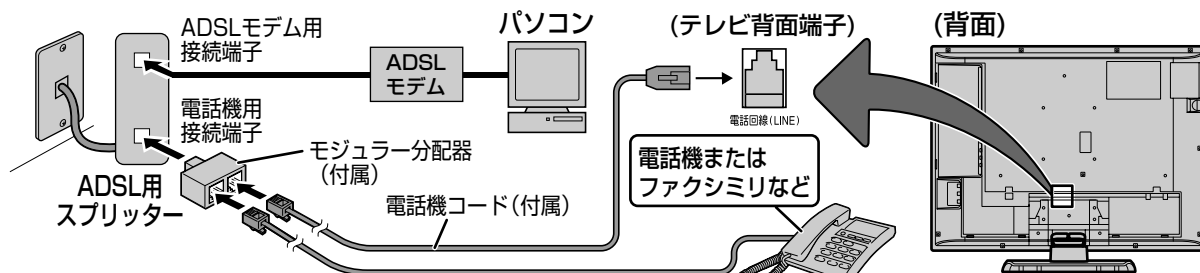 ADSLモデム用
接続端子
電話機用
接続端子
ADSL用
スプリッター
モジュラー分配器
(付属)
電話機コード(付属)
ADSL
モデム
パソコン
(テレビ背面端子)
電話回線(LINE)
電話機または
ファクシミリなど
(背面)